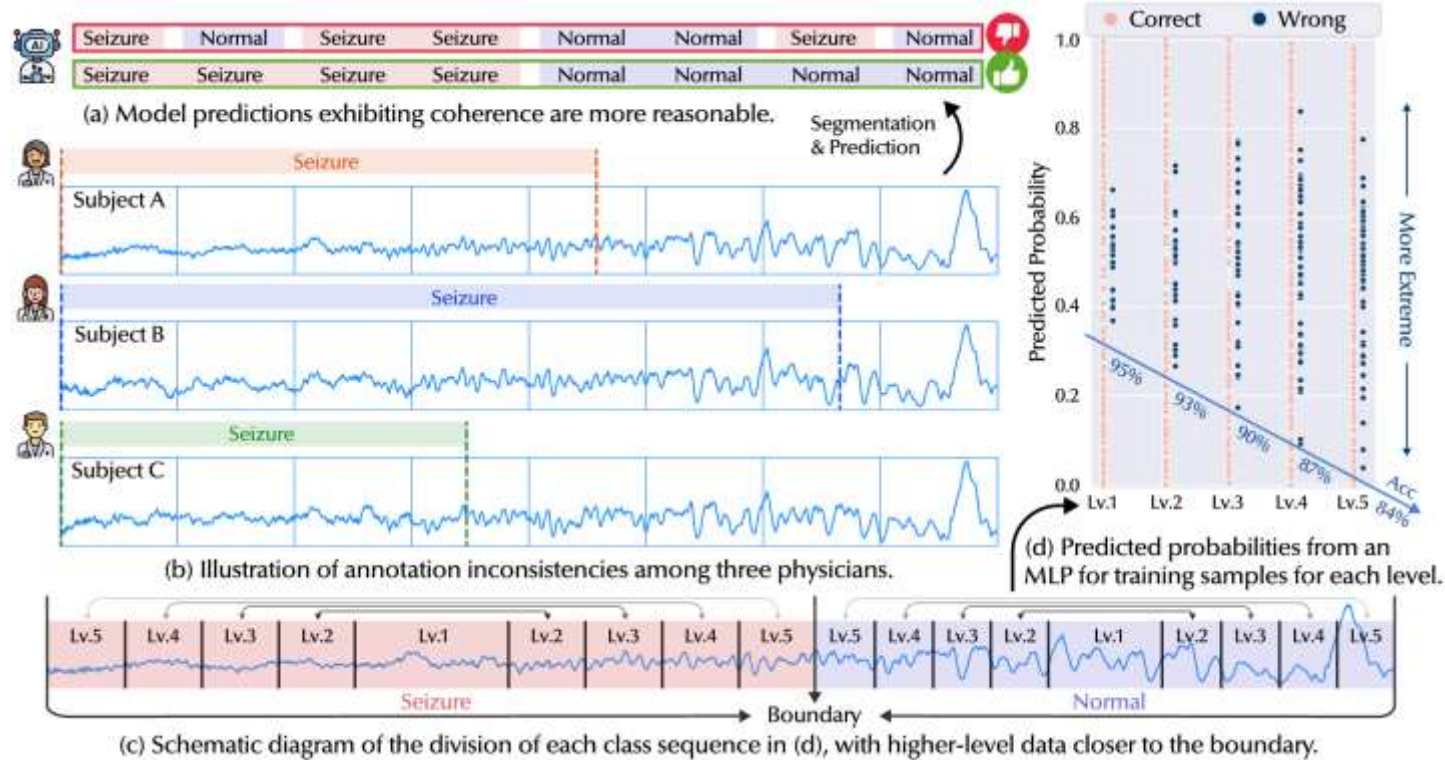 AI
Seizure Normal Seizure Seizure Normal Normal Seizure Normal
Seizure Seizure Seizure Seizure Normal Normal Normal Normal
(a) Model predictions exhibiting coherence are more reasonable.
Segmentation
& Prediction
Seizure
Subject A
Seizure
Subject B
Seizure
Subject C
(b) Illustration of annotation inconsistencies among three physicians.
Correct Wrong
1.0
0.8
0.6
0.4
0.2
0.0
Predicted Probability
More Extreme
95%
93%
90%
87%
84%
Acc
Lv.1 Lv.2 Lv.3 Lv.4 Lv.5
(d) Predicted probabilities from an
MLP for training samples for each level.
Lv.5 Lv.4 Lv.3 Lv.2 Lv.1 Lv.2 Lv.3 Lv.4 Lv.5 Lv.5 Lv.4 Lv.3 Lv.2 Lv.1 Lv.2 Lv.3 Lv.4 Lv.5
Seizure Normal
Boundary
(c) Schematic diagram of the division of each class sequence in (d), with higher-level data closer to the boundary.